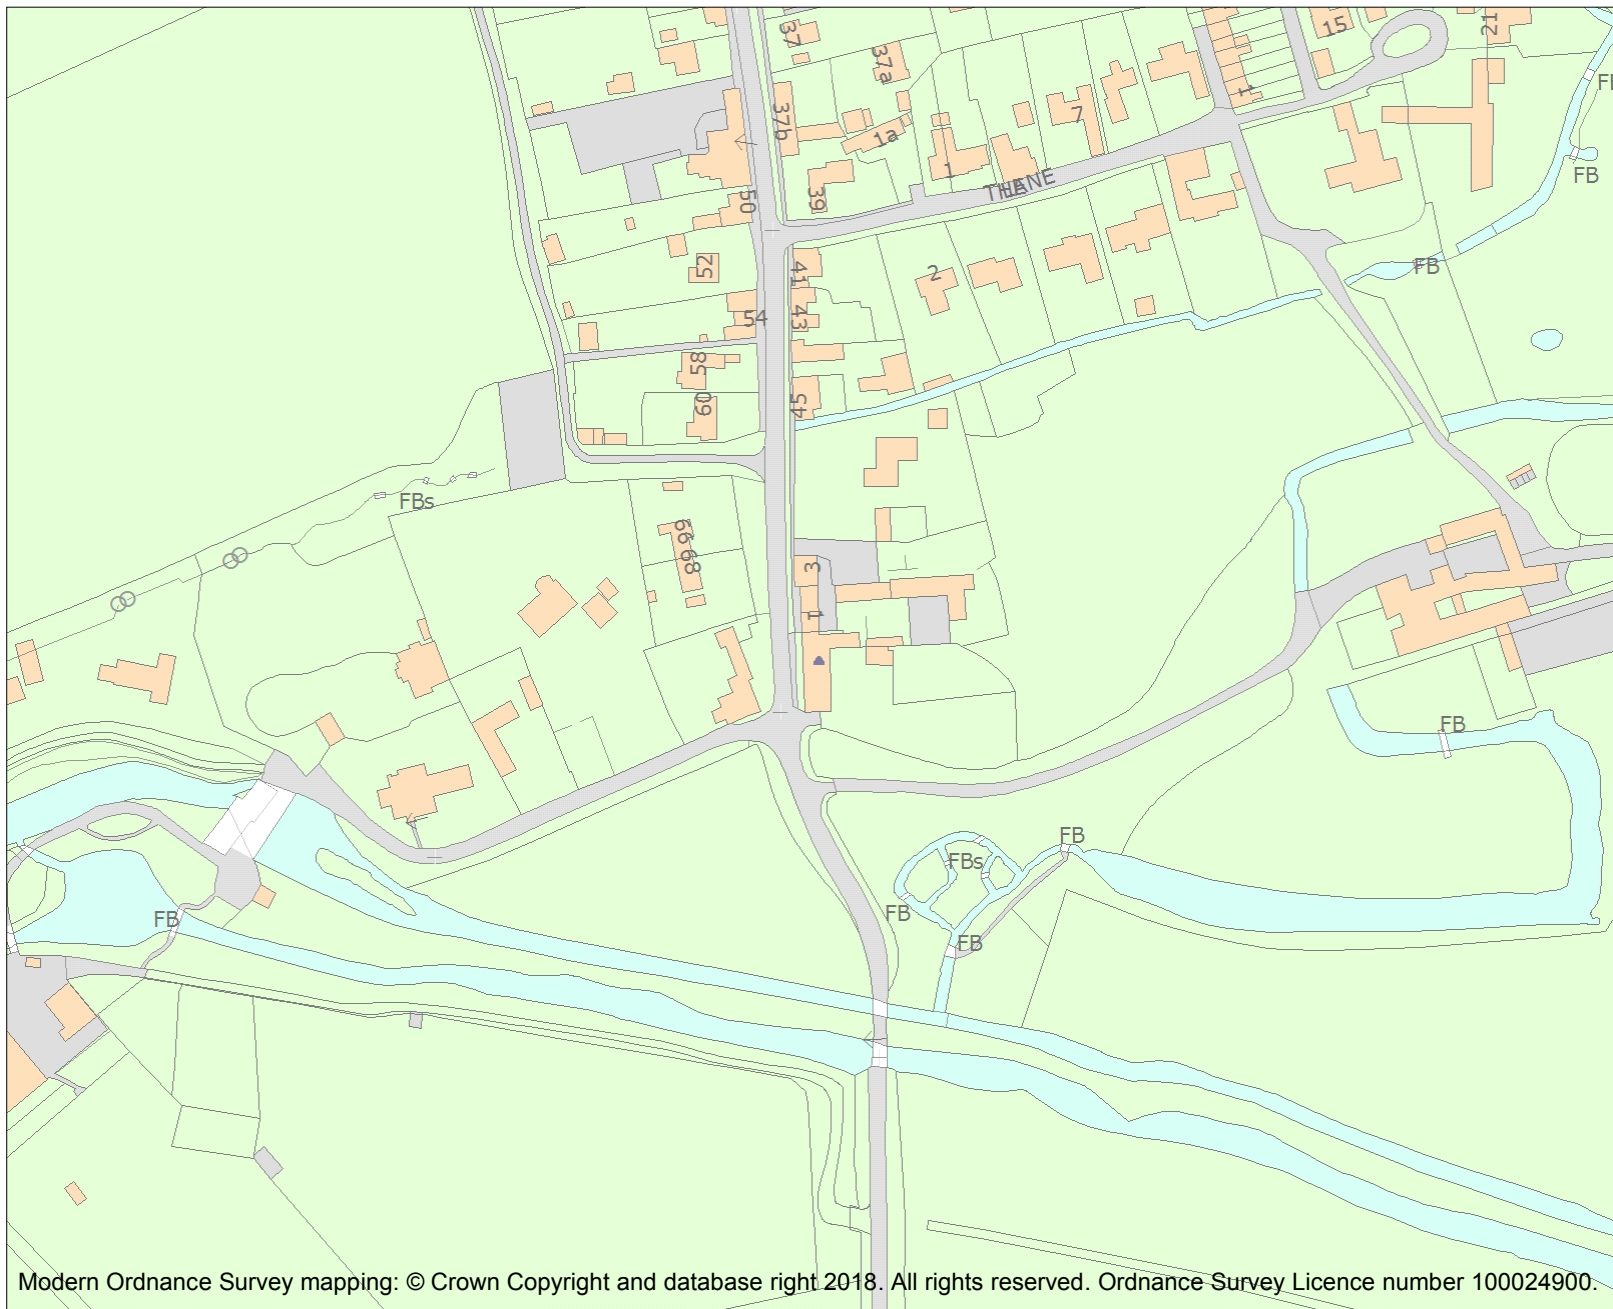 37
37a
15
21
37b
1a
7
1
FB
1
39
THE LANE
50
FB
52
41
2
FB
54
43
58
60
45
FBs
66
68
3
1
FB
FB
FBs
FB
FB
FB
Modern Ordnance Survey mapping: © Crown Copyright and database right 2018. All rights reserved. Ordnance Survey Licence number 100024900.